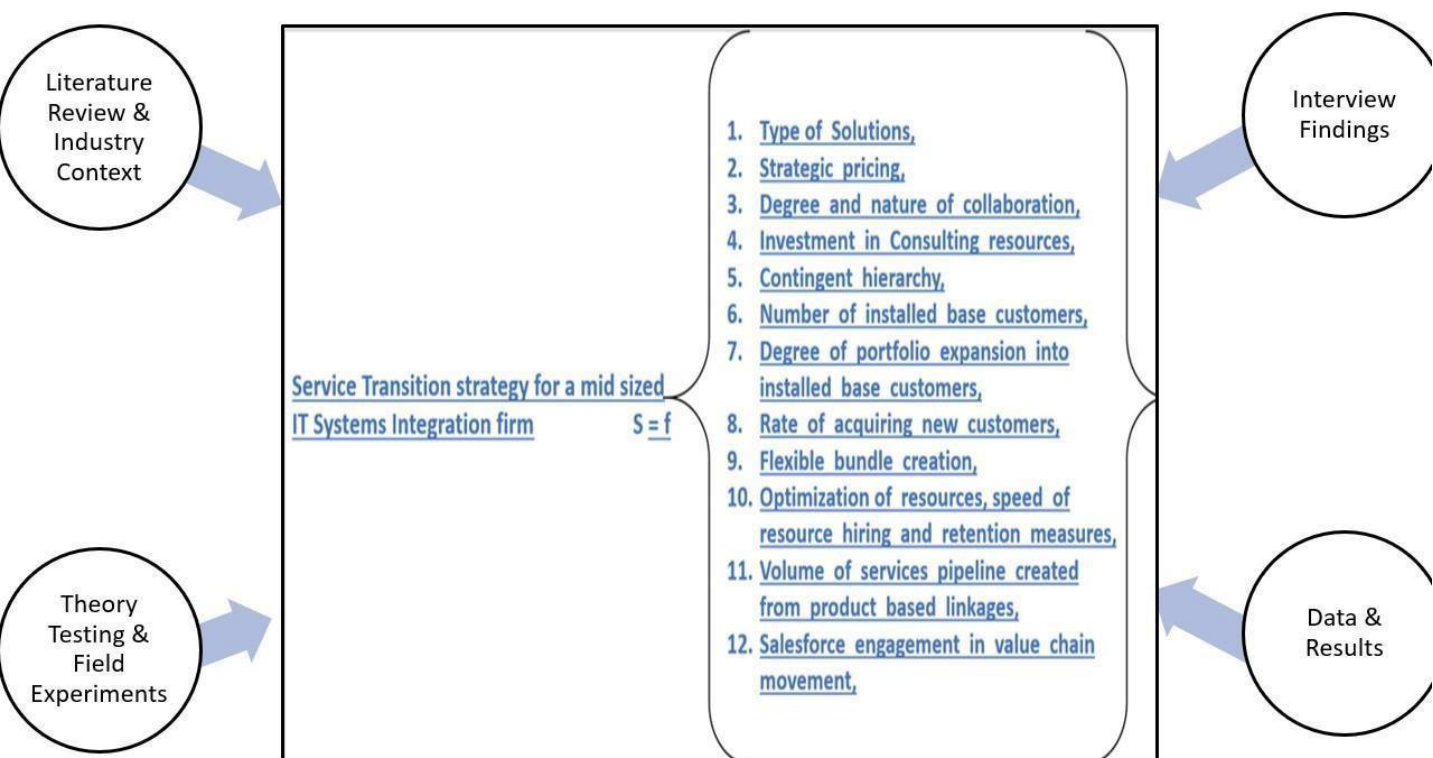 Literature
Review &
Industry
Context
Interview
Findings
Service Transition strategy for a mid sized
IT Systems Integration firm S = f
1. Type of Solutions,
2. Strategic pricing,
3. Degree and nature of collaboration,
4. Investment in Consulting resources,
5. Contingent hierarchy,
6. Number of installed base customers,
7. Degree of portfolio expansion into
installed base customers,
8. Rate of acquiring new customers,
9. Flexible bundle creation,
10. Optimization of resources, speed of
resource hiring and retention measures,
11. Volume of services pipeline created
from product based linkages,
12. Salesforce engagement in value chain
movement,
Theory
Testing &
Field
Experiments
Data &
Results